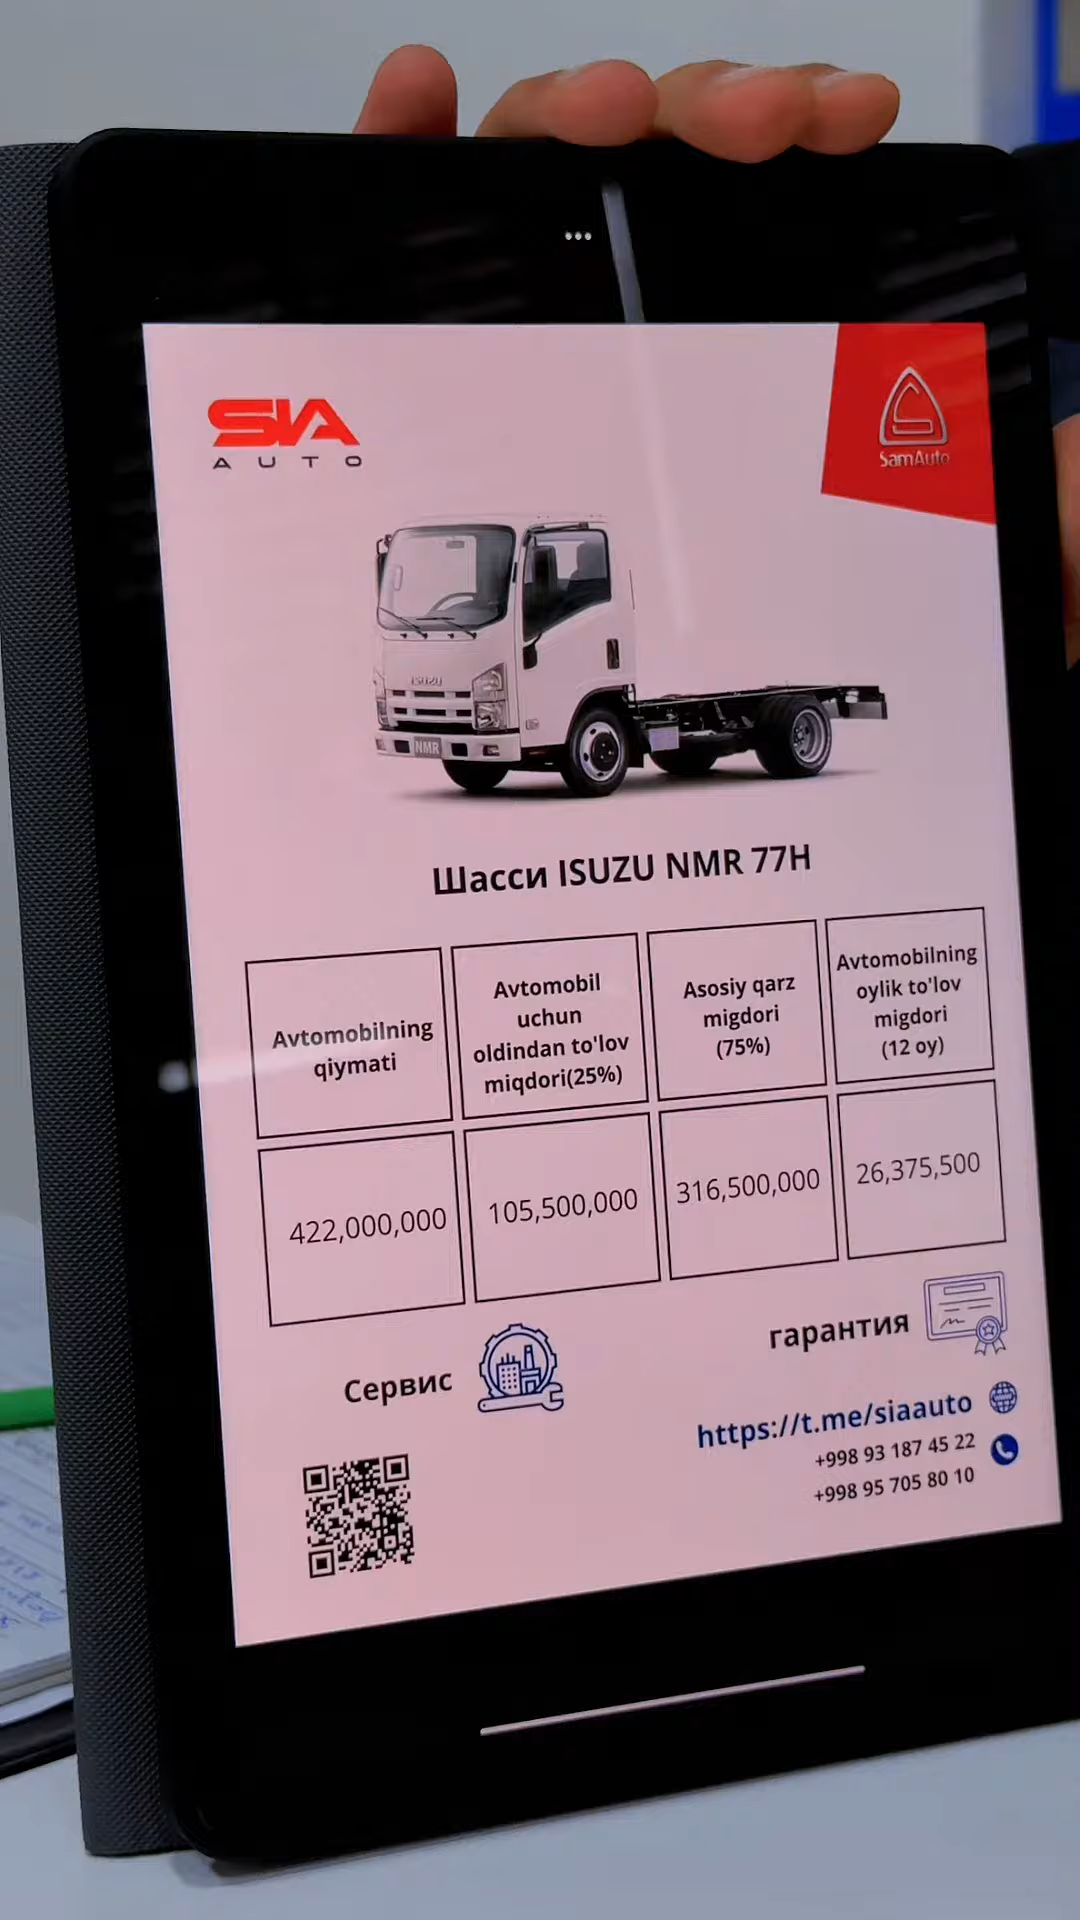 SIA
AUTO
SamAuto
ISUZU
NMR
Шасси ISUZU NMR 77H
Avtomobilning
qiymati
Avtomobil
uchun
oldindan to'lov
miqdori(25%)
Asosiy qarz
migdori
(75%)
Avtomobilning
oylik to'lov
migdori
(12 oy)
422,000,000
105,500,000
316,500,000
26,375,500
Сервис
гарантия
https://t.me/siaauto
+998 93 187 45 22
+998 95 705 80 10